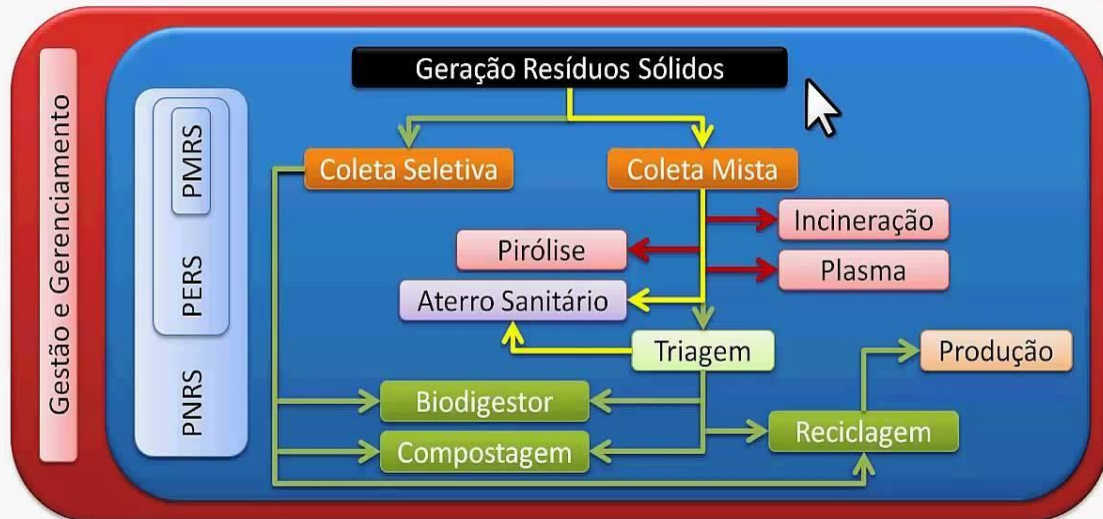 Gestão e Gerenciamento
PMRS
PERS
PNRS
Geração Resíduos Sólidos
Coleta Seletiva
Coleta Mista
Incineração
Pirólise
Plasma
Aterro Sanitário
Triagem
Produção
Biodigestor
Reciclagem
Compostagem